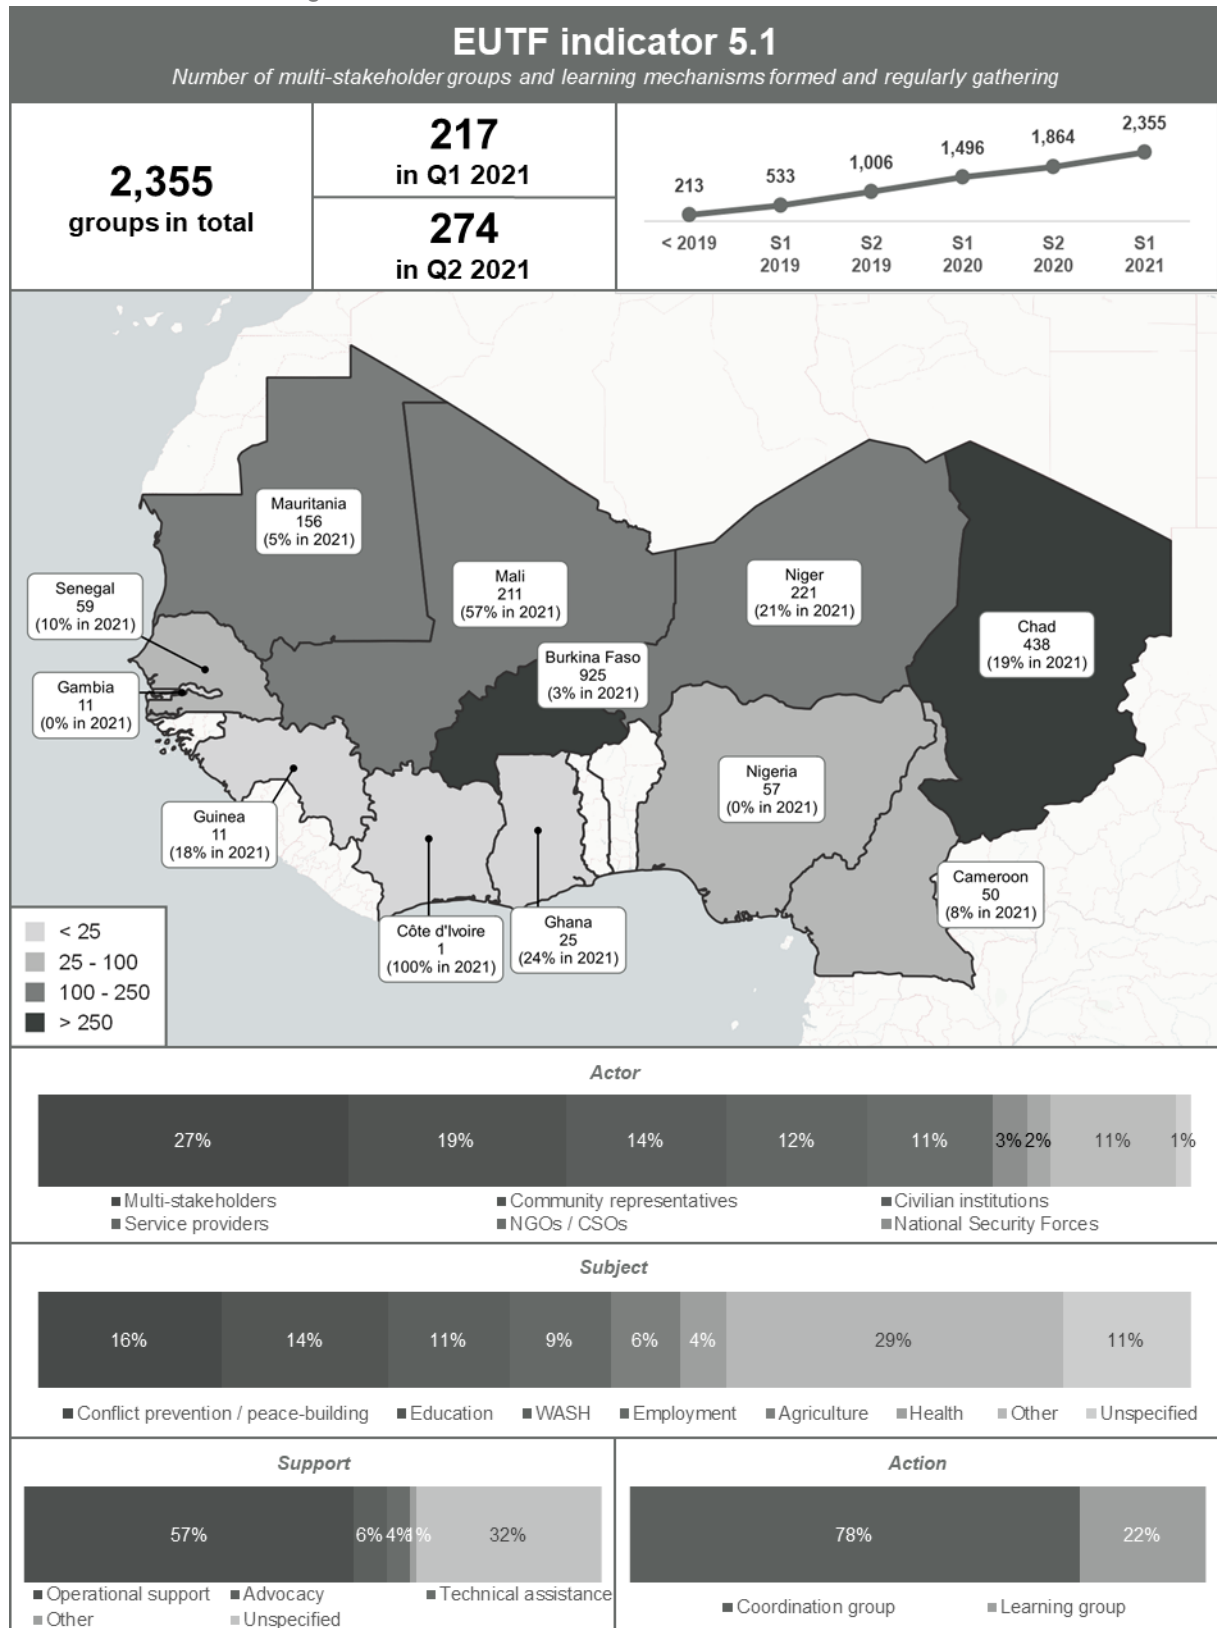 EUTF indicator 5.1
Number of multi-stakeholder groups and learning mechanisms formed and regularly gathering
2,355
groups in total
217
in Q1 2021
274
in Q2 2021
213
533
1,006
1,496
1,864
2,355
< 2019
S1
2019
S2
2019
S1
2020
S2
2020
S1
2021
Mauritania
156
(5% in 2021)
Mali
211
(57% in 2021)
Niger
221
(21% in 2021)
Chad
438
(19% in 2021)
Senegal
59
(10% in 2021)
Burkina Faso
925
(3% in 2021)
Gambia
11
(0% in 2021)
Nigeria
57
(0% in 2021)
Guinea
11
(18% in 2021)
Cameroon
50
(8% in 2021)
Côte d'Ivoire
1
(100% in 2021)
Ghana
25
(24% in 2021)
< 25
25 - 100
100 - 250
> 250
Actor
27% 19% 14% 12% 11% 3% 2% 11% 1%
Multi-stakeholders Community representatives Civilian institutions
Service providers NGOs / CSOs National Security Forces
Subject
16% 14% 11% 9% 6% 4% 29% 11%
Conflict prevention / peace-building Education WASH Employment Agriculture Health Other Unspecified
Support
57% 6% 4% 1% 32%
Operational support Advocacy Technical assistance
Other Unspecified
Action
78% 22%
Coordination group Learning group